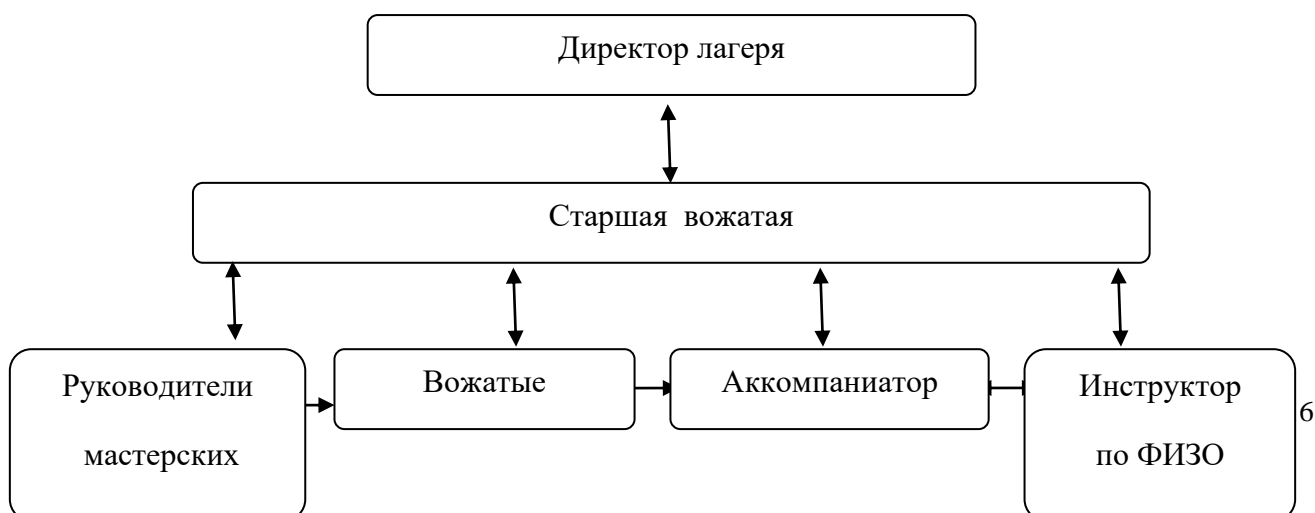 Директор лагеря
Старшая вожатая
Руководители
мастерских
Вожатые
Аккомпаниатор
Инструктор
по ФИЗО
6